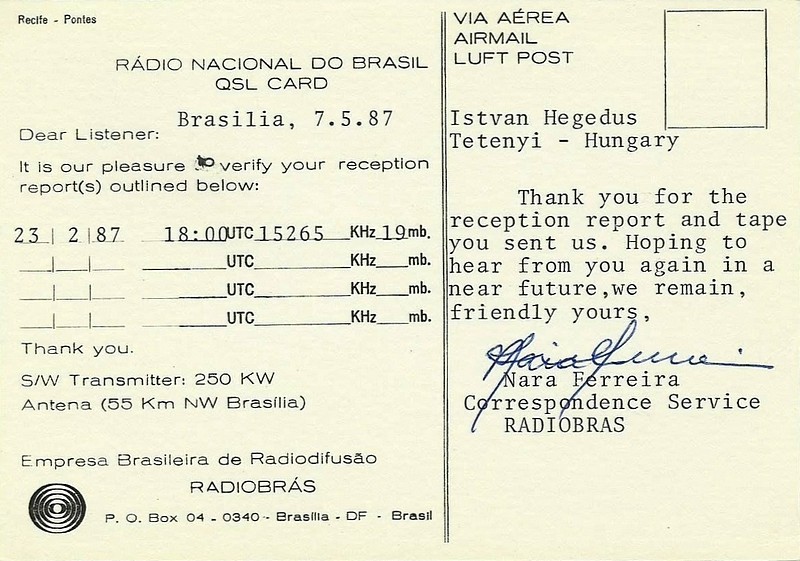 Recife - Pontes
RÁDIO NACIONAL DO BRASIL
QSL CARD
Brasilia, 7.5.87
Dear Listener:
It is our pleasure to verify your reception
report(s) outlined below:
23 | 2 | 87 18:00 UTC 15265 KHz 19 mb.
| | UTC KHz mb.
| | UTC KHz mb.
| | UTC KHz mb.
Thank you.
S/W Transmitter: 250 KW
Antena (55 Km NW Brasília)
Empresa Brasileira de Radiodifusão
RADIOBRÁS
P. O. Box 04 - 0340 - Brasília - DF - Brasil
VIA AÉREA
AIRMAIL
LUFT POST
Istvan Hegedus
Tetenyi - Hungary
Thank you for the
reception report and tape
you sent us. Hoping to
hear from you again in a
near future,we remain,
friendly yours,
Nara Ferreira
Correspondence Service
RADIOBRAS